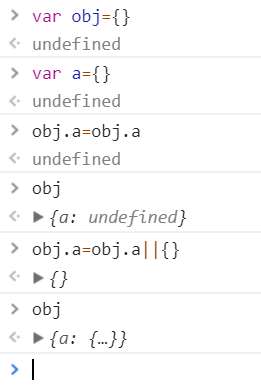 > var obj={}
< undefined
> var a={}
< undefined
> obj.a=obj.a
< undefined
> obj
< ▶{a: undefined}
> obj.a=obj.a||{}
< ▶{}
> obj
< ▶{a: {…}}
>